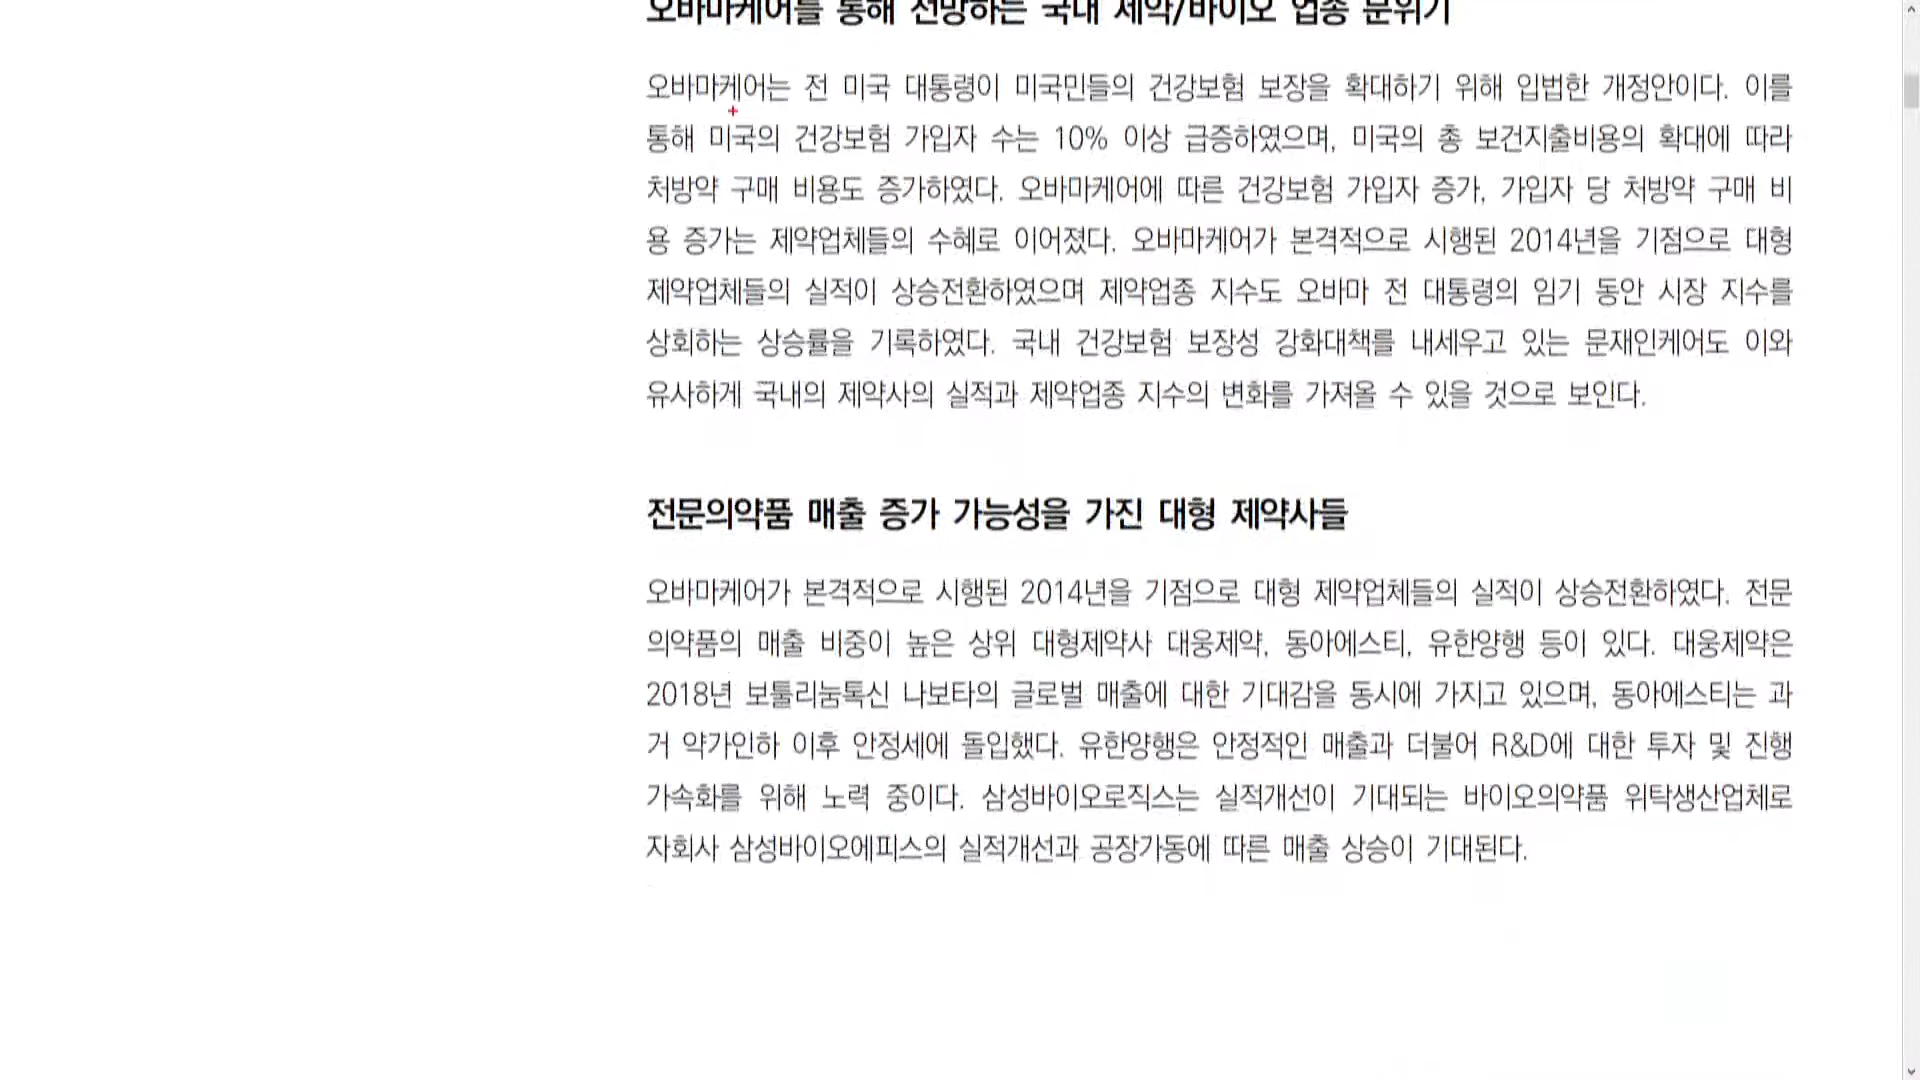 오바마케어를 통해 전망하는 국내 제약/바이오 업종 분위기
오바마케어는 전 미국 대통령이 미국민들의 건강보험 보장을 확대하기 위해 입법한 개정안이다. 이를
통해 미국의 건강보험 가입자 수는 10% 이상 급증하였으며, 미국의 총 보건지출비용의 확대에 따라
처방약 구매 비용도 증가하였다. 오바마케어에 따른 건강보험 가입자 증가, 가입자 당 처방약 구매 비
용 증가는 제약업체들의 수혜로 이어졌다. 오바마케어가 본격적으로 시행된 2014년을 기점으로 대형
제약업체들의 실적이 상승전환하였으며 제약업종 지수도 오바마 전 대통령의 임기 동안 시장 지수를
상회하는 상승률을 기록하였다. 국내 건강보험 보장성 강화대책를 내세우고 있는 문재인케어도 이와
유사하게 국내의 제약사의 실적과 제약업종 지수의 변화를 가져올 수 있을 것으로 보인다.
전문의약품 매출 증가 가능성을 가진 대형 제약사들
오바마케어가 본격적으로 시행된 2014년을 기점으로 대형 제약업체들의 실적이 상승전환하였다. 전문
의약품의 매출 비중이 높은 상위 대형제약사 대웅제약, 동아에스티, 유한양행 등이 있다. 대웅제약은
2018년 보툴리눔톡신 나보타의 글로벌 매출에 대한 기대감을 동시에 가지고 있으며, 동아에스티는 과
거 약가인하 이후 안정세에 돌입했다. 유한양행은 안정적인 매출과 더불어 R&D에 대한 투자 및 진행
가속화를 위해 노력 중이다. 삼성바이오로직스는 실적개선이 기대되는 바이오의약품 위탁생산업체로
자회사 삼성바이오에피스의 실적개선과 공장가동에 따른 매출 상승이 기대된다.